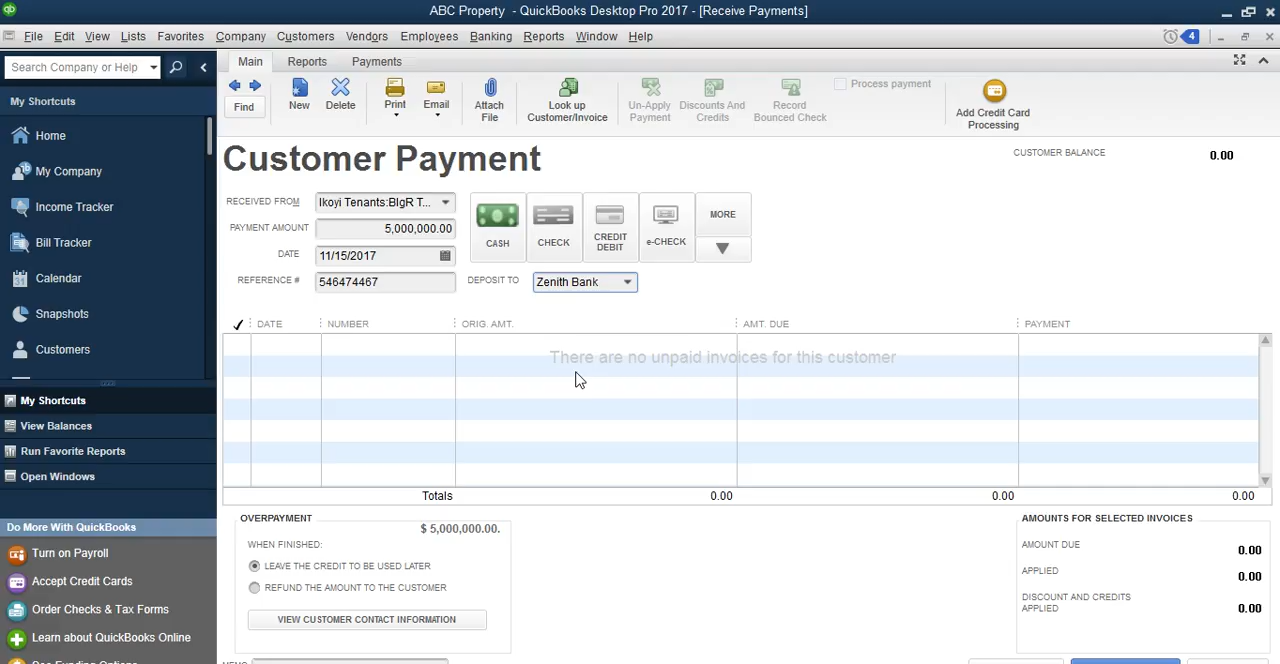 ABC Property - QuickBooks Desktop Pro 2017 - [Receive Payments]
File Edit View Lists Favorites Company Customers Vendors Employees Banking Reports Window Help
4
Search Company or Help
Main Reports Payments
My Shortcuts
Home
My Company
Income Tracker
Bill Tracker
Calendar
Snapshots
Customers
My Shortcuts
View Balances
Run Favorite Reports
Open Windows
Do More With QuickBooks
Turn on Payroll
Accept Credit Cards
Order Checks & Tax Forms
Learn about QuickBooks Online
See Funding Options
Find
New
Delete
Print
Email
Attach
File
Look up
Customer/Invoice
Un-Apply
Payment
Discounts And
Credits
Record
Bounced Check
Process payment
Add Credit Card
Processing
Customer Payment
CUSTOMER BALANCE 0.00
RECEIVED FROM Ikoyi Tenants:BlgR T...
PAYMENT AMOUNT 5,000,000.00
DATE 11/15/2017
REFERENCE # 546474467
CASH
CHECK
CREDIT
DEBIT
e-CHECK
MORE
DEPOSIT TO Zenith Bank
DATE NUMBER ORIG. AMT. AMT. DUE PAYMENT
There are no unpaid invoices for this customer
Totals 0.00 0.00 0.00
OVERPAYMENT
$ 5,000,000.00.
WHEN FINISHED:
LEAVE THE CREDIT TO BE USED LATER
REFUND THE AMOUNT TO THE CUSTOMER
VIEW CUSTOMER CONTACT INFORMATION
AMOUNTS FOR SELECTED INVOICES
AMOUNT DUE 0.00
APPLIED 0.00
DISCOUNT AND CREDITS
APPLIED 0.00
MEMO